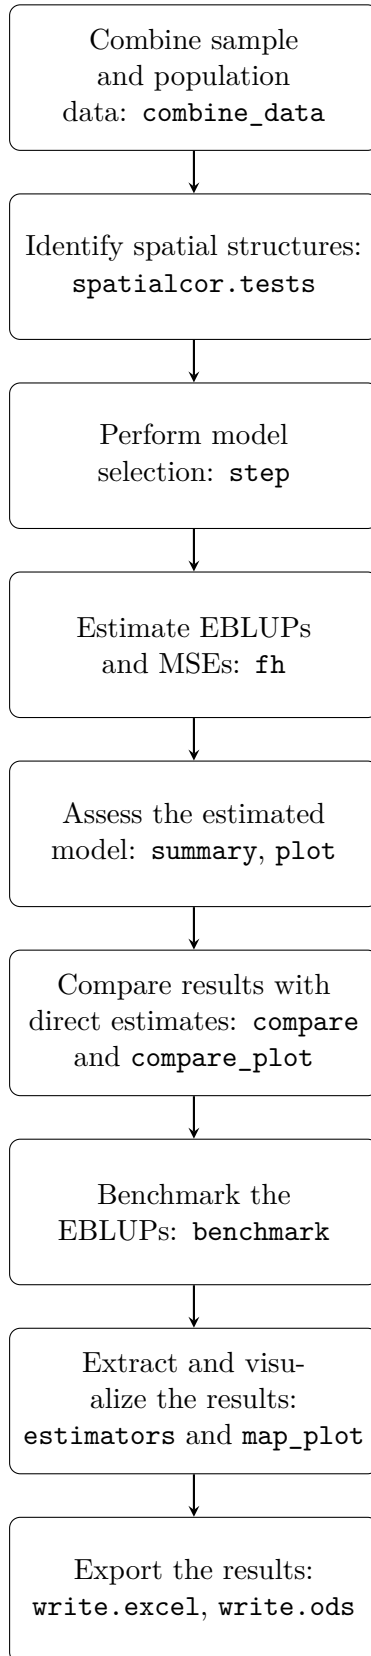 Combine sample
and population
data: combine_data
Identify spatial structures:
spatialcor.tests
Perform model
selection: step
Estimate EBLUPs
and MSEs: fh
Assess the estimated
model: summary, plot
Compare results with
direct estimates: compare
and compare_plot
Benchmark the
EBLUPs: benchmark
Extract and visu-
alize the results:
estimators and map_plot
Export the results:
write.excel, write.ods